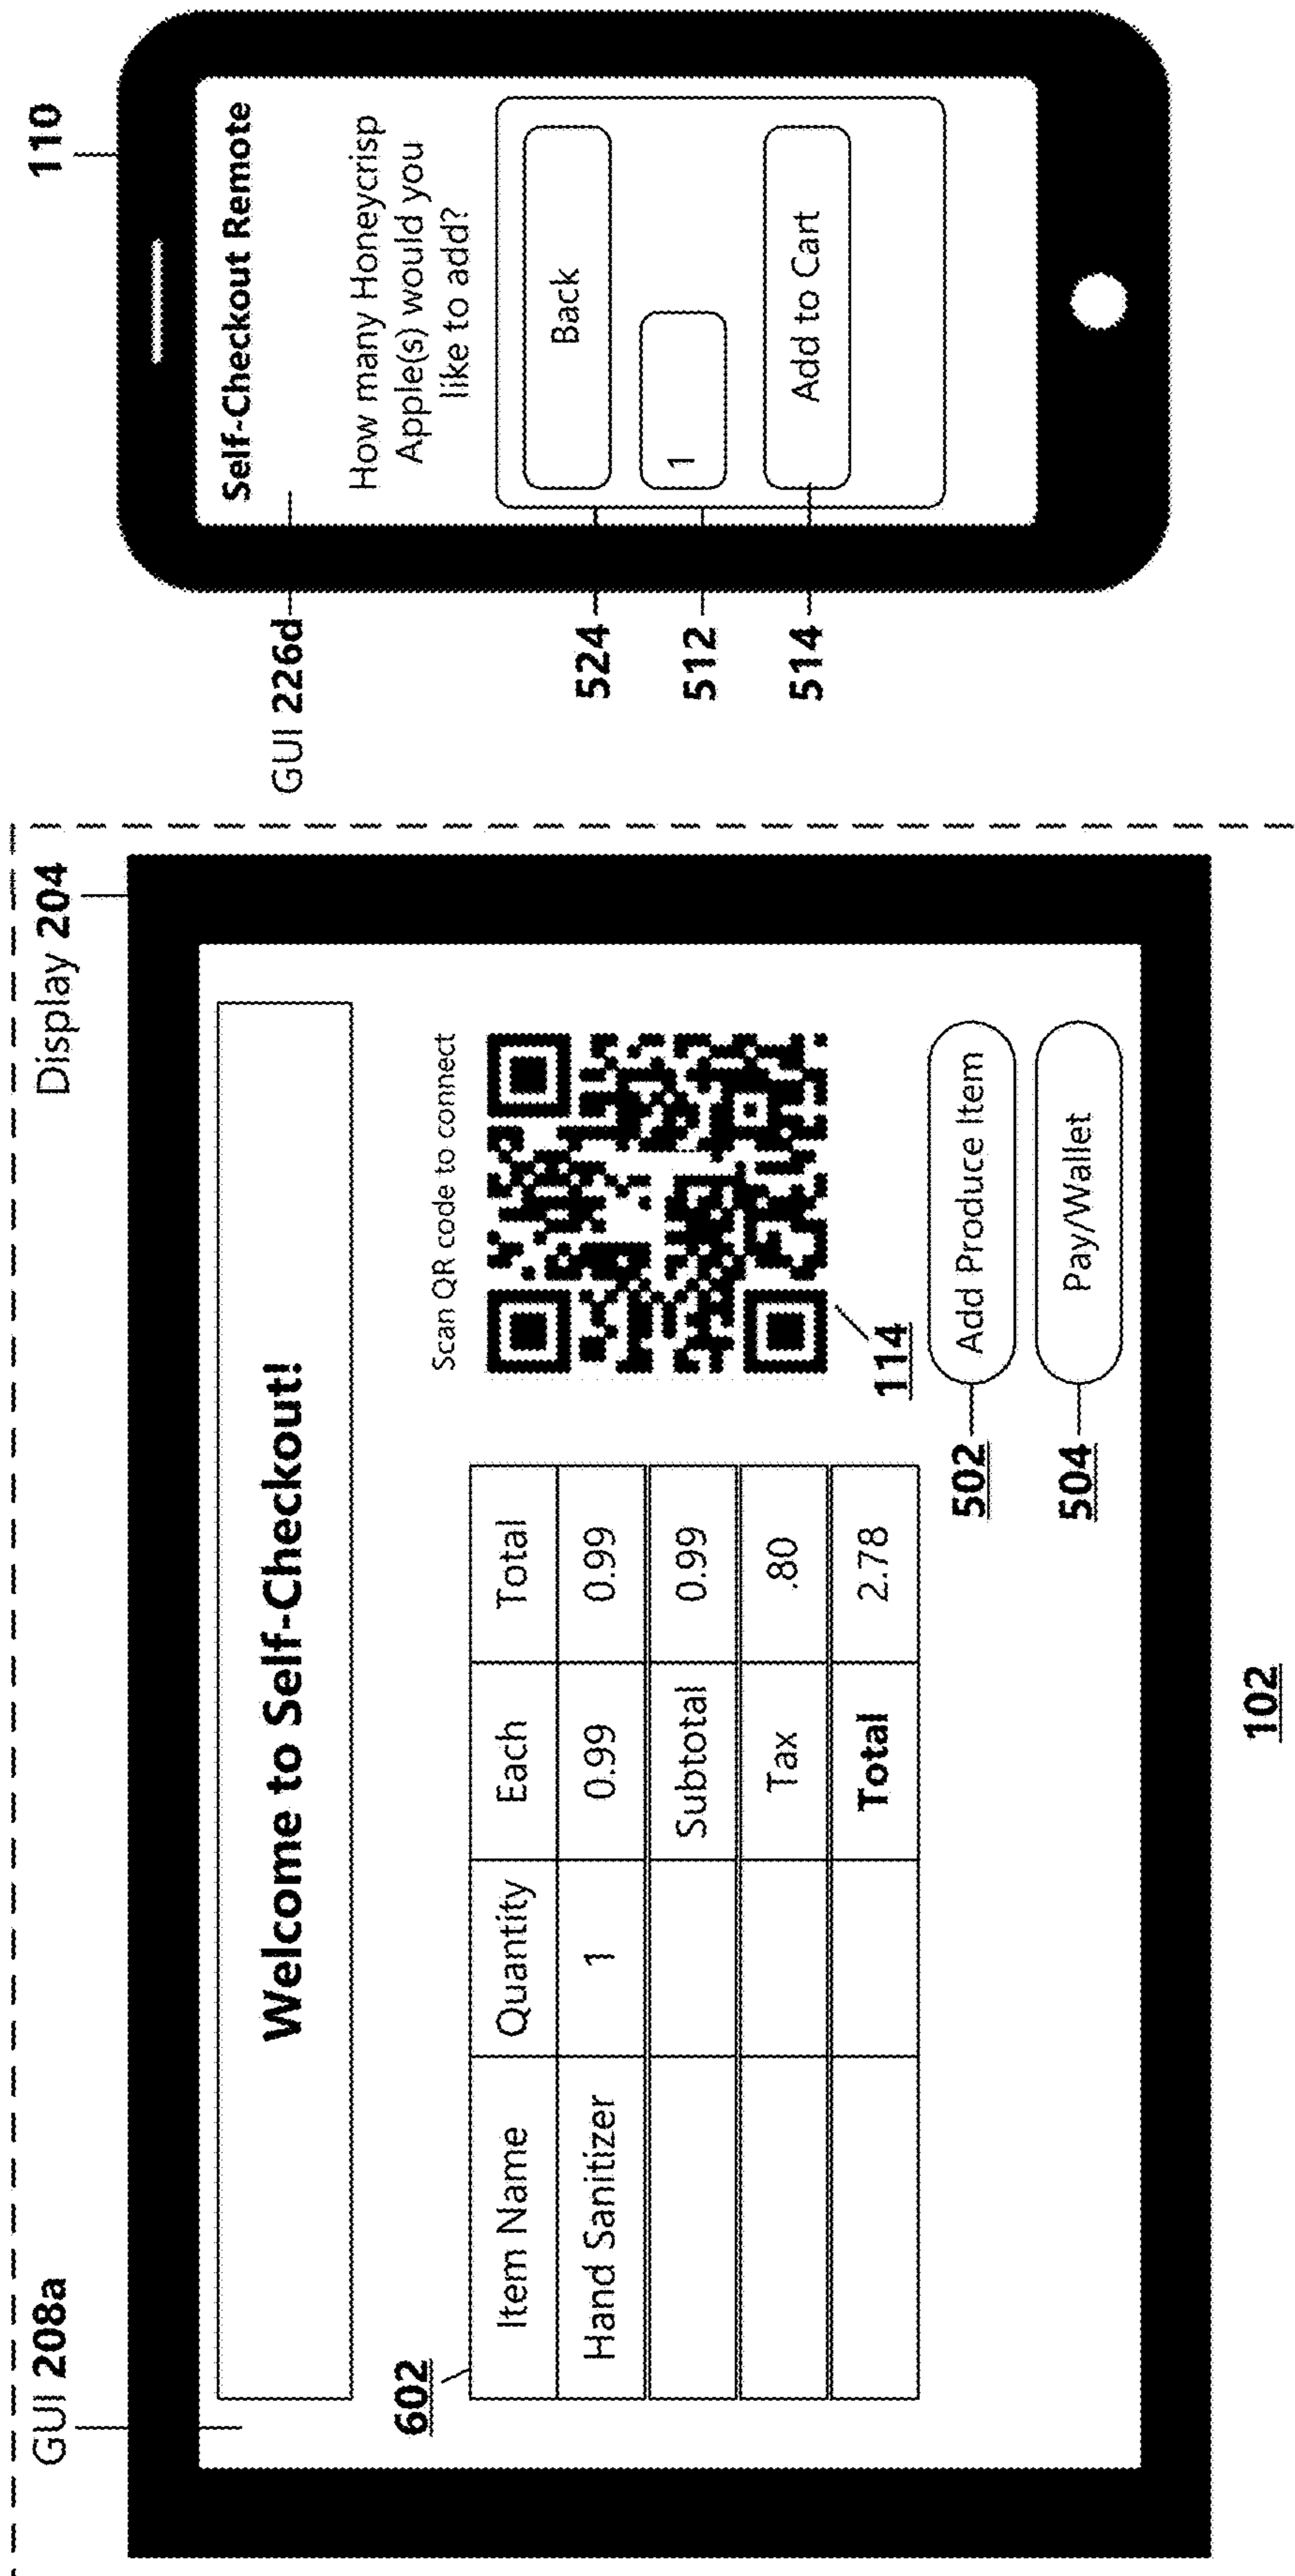 GUI 208a
Display 204
Welcome to Self-Checkout!
602
Item Name Quantity Each Total
Hand Sanitizer 1 0.99 0.99
Subtotal 0.99
Tax .80
Total 2.78
Scan QR code to connect
114
502 Add Produce Item
504 Pay/Wallet
102
110
GUI 226d
Self-Checkout Remote
How many Honeycrisp
Apple(s) would you
like to add?
524 Back
512 1
514 Add to Cart